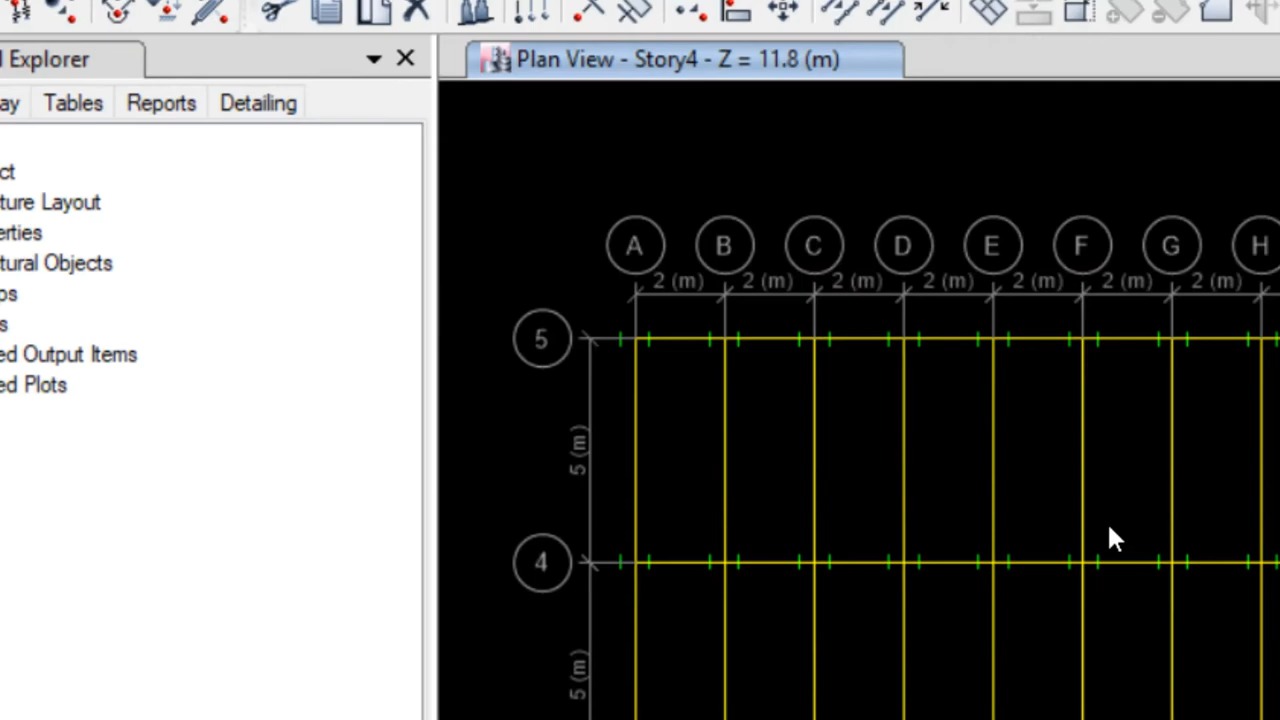 l Explorer
Plan View - Story4 - Z = 11.8 (m)
ay Tables Reports Detailing
ct
ture Layout
erties
tural Objects
os
s
ed Output Items
ed Plots
A B C D E F G H
2 (m) 2 (m) 2 (m) 2 (m) 2 (m) 2 (m) 2 (m)
5
5 (m)
4
5 (m)